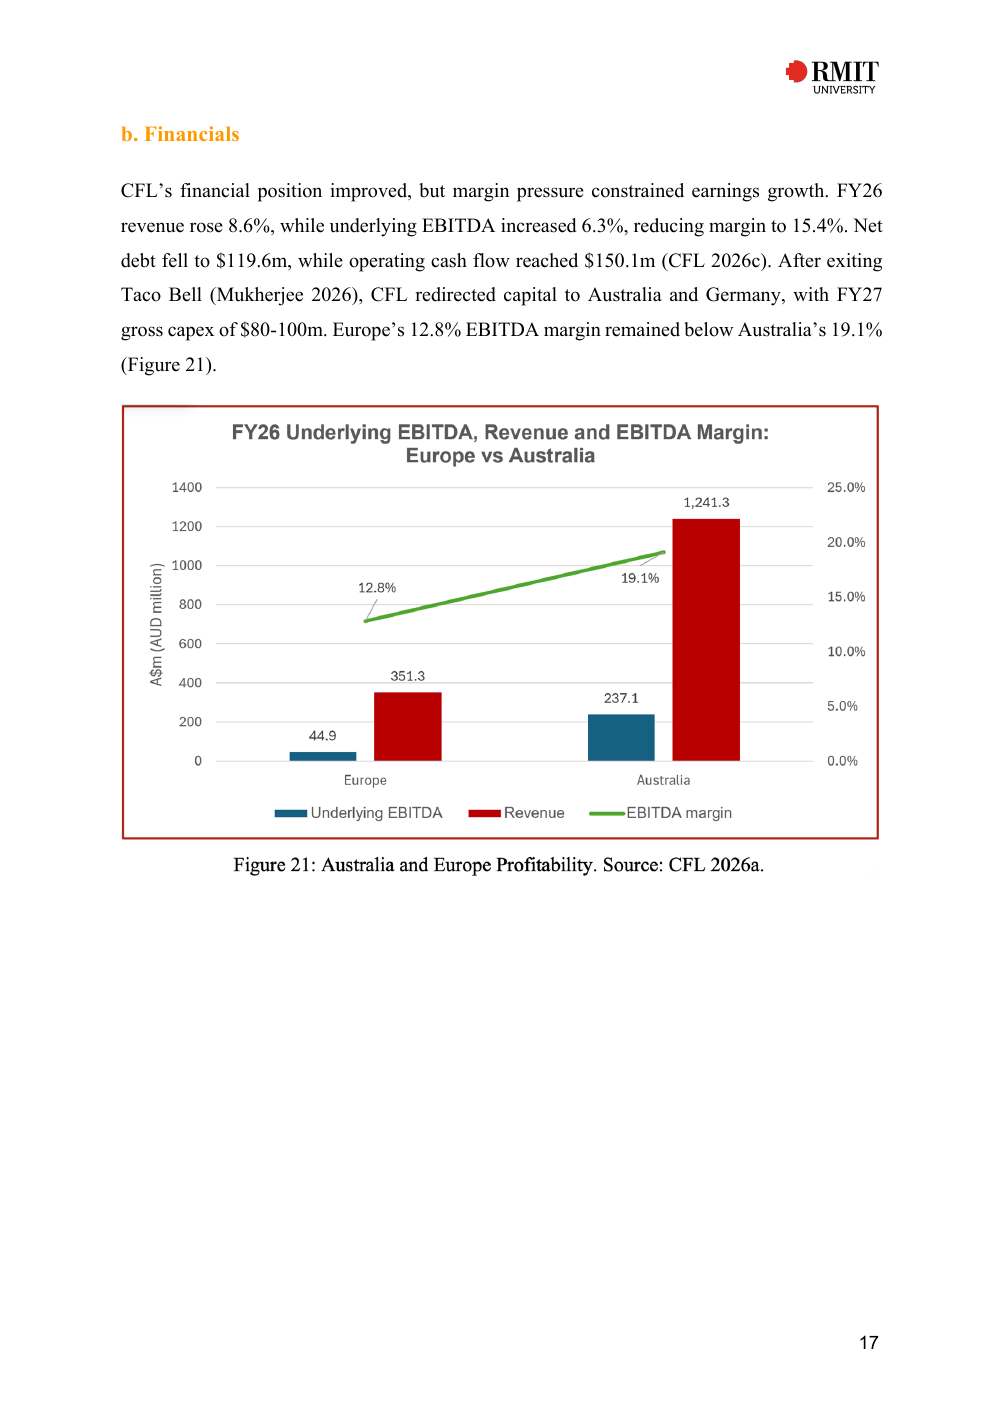 RMIT
UNIVERSITY
b. Financials
CFL’s financial position improved, but margin pressure constrained earnings growth. FY26
revenue rose 8.6%, while underlying EBITDA increased 6.3%, reducing margin to 15.4%. Net
debt fell to $119.6m, while operating cash flow reached $150.1m (CFL 2026c). After exiting
Taco Bell (Mukherjee 2026), CFL redirected capital to Australia and Germany, with FY27
gross capex of $80-100m. Europe’s 12.8% EBITDA margin remained below Australia’s 19.1%
(Figure 21).
FY26 Underlying EBITDA, Revenue and EBITDA Margin:
Europe vs Australia
A$m (AUD million)
1400
1200
1000
800
600
400
200
0
25.0%
20.0%
15.0%
10.0%
5.0%
0.0%
12.8%
19.1%
44.9
351.3
237.1
1,241.3
Europe
Australia
Underlying EBITDA
Revenue
EBITDA margin
Figure 21: Australia and Europe Profitability. Source: CFL 2026a.
17